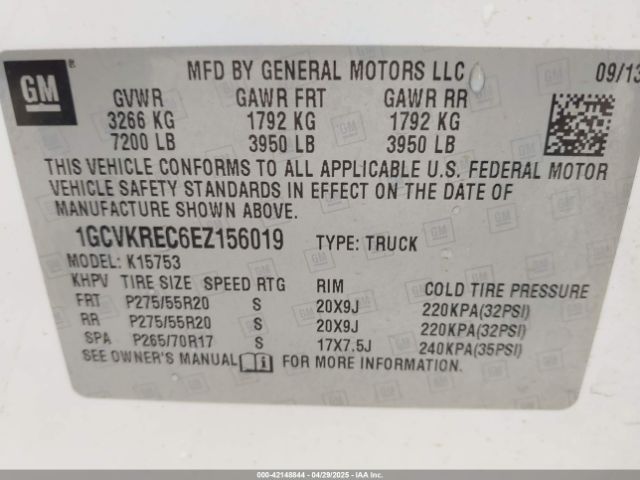 GM ®
MFD BY GENERAL MOTORS LLC 09/13
GVWR GAWR FRT GAWR RR
3266 KG 1792 KG 1792 KG
7200 LB 3950 LB 3950 LB
THIS VEHICLE CONFORMS TO ALL APPLICABLE U.S. FEDERAL MOTOR
VEHICLE SAFETY STANDARDS IN EFFECT ON THE DATE OF
MANUFACTURE SHOWN ABOVE.
1GCVKREC6EZ156019 TYPE: TRUCK
MODEL: K15753
KHPV TIRE SIZE SPEED RTG RIM COLD TIRE PRESSURE
FRT P275/55R20 S 20X9J 220KPA(32PSI)
RR P275/55R20 S 20X9J 220KPA(32PSI)
SPA P265/70R17 S 17X7.5J 240KPA(35PSI)
SEE OWNER'S MANUAL FOR MORE INFORMATION.
000-42148844 - 04/29/2025 - IAA Inc.